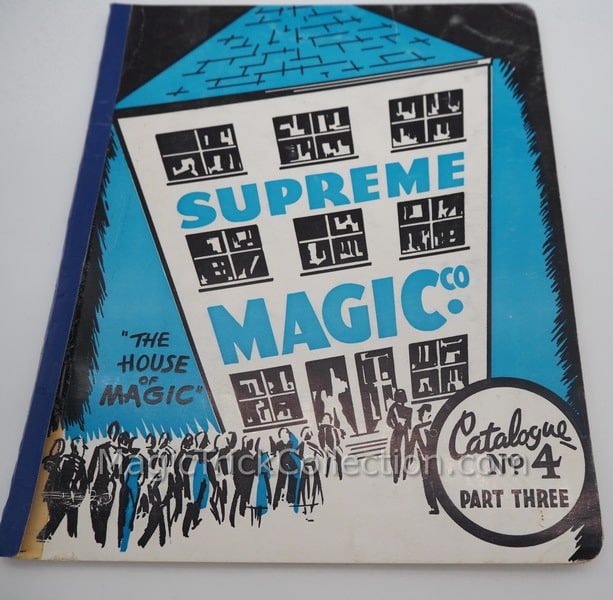 SUPREME
MAGIC CO.
"THE
HOUSE
OF
MAGIC"
MagicTrickCollection.com
Catalogue
No. 4
PART THREE